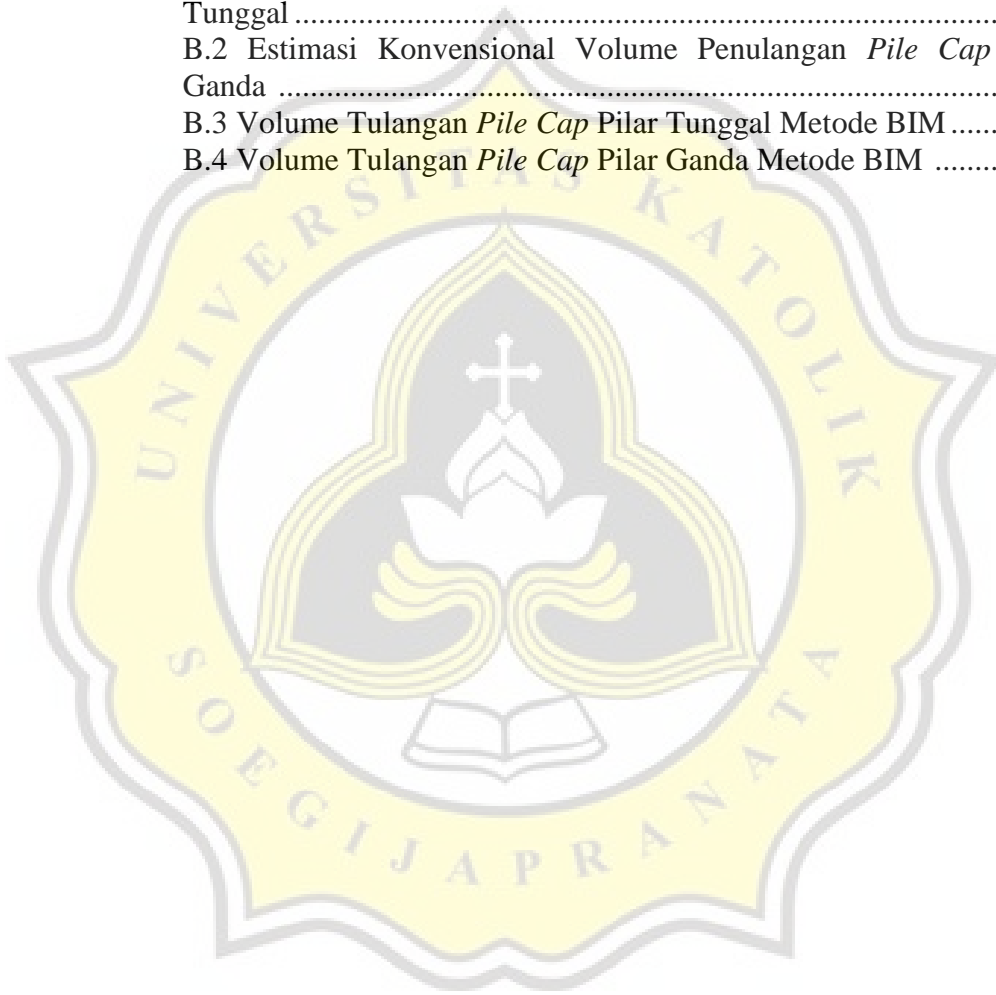 Tunggal ..........................................................................................
B.2 Estimasi Konvensional Volume Penulangan Pile Cap
Ganda ............................................................................................
B.3 Volume Tulangan Pile Cap Pilar Tunggal Metode BIM ......
B.4 Volume Tulangan Pile Cap Pilar Ganda Metode BIM ........
UNIVERSITAS KATOLIK
SOEGIJAPRANATA